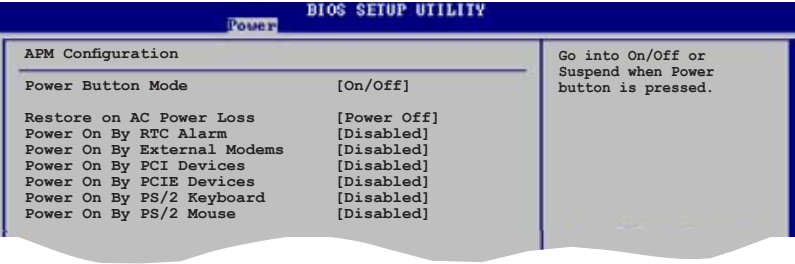 BIOS SETUP UTILITY
Power
APM Configuration
Power Button Mode [On/Off]
Restore on AC Power Loss [Power Off]
Power On By RTC Alarm [Disabled]
Power On By External Modems [Disabled]
Power On By PCI Devices [Disabled]
Power On By PCIE Devices [Disabled]
Power On By PS/2 Keyboard [Disabled]
Power On By PS/2 Mouse [Disabled]
Go into On/Off or
Suspend when Power
button is pressed.